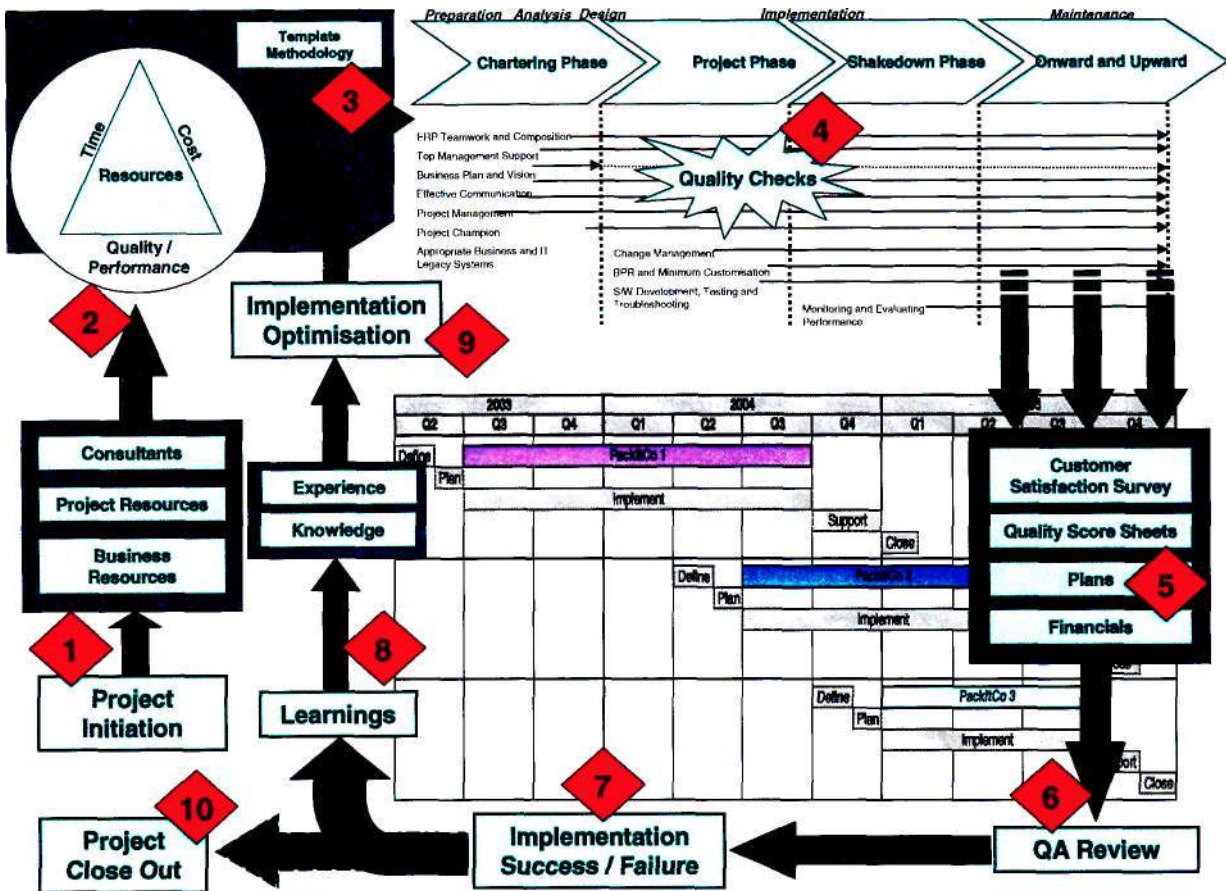 Preparation Analysis Design
Implementation
Maintenance
Template
Methodology
3
Chartering Phase
Project Phase
Shakedown Phase
Onward and Upward
Time
Cost
Resources
Quality /
Performance
4
Quality Checks
ERP Teamwork and Composition
Top Management Support
Business Plan and Vision
Effective Communication
Project Management
Project Champion
Appropriate Business and IT
Legacy Systems
Change Management
BPR and Minimum Customisation
S/W Development, Testing and
Troubleshooting
Monitoring and Evaluating
Performance
2
Implementation
Optimisation
9
Consultants
Project Resources
Business
Resources
1
Project
Initiation
Experience
Knowledge
8
Learnings
2003
2004
Q2
Q3
Q4
Q1
Q2
Q3
Q4
Q1
Q2
Q3
Q4
Define
Plan
PackItCo 1
Implement
Support
Close
Define
Plan
Implement
Define
Plan
PackItCo 3
Implement
Close
Customer
Satisfaction Survey
Quality Score Sheets
Plans
5
Financials
6
QA Review
7
Implementation
Success / Failure
10
Project
Close Out